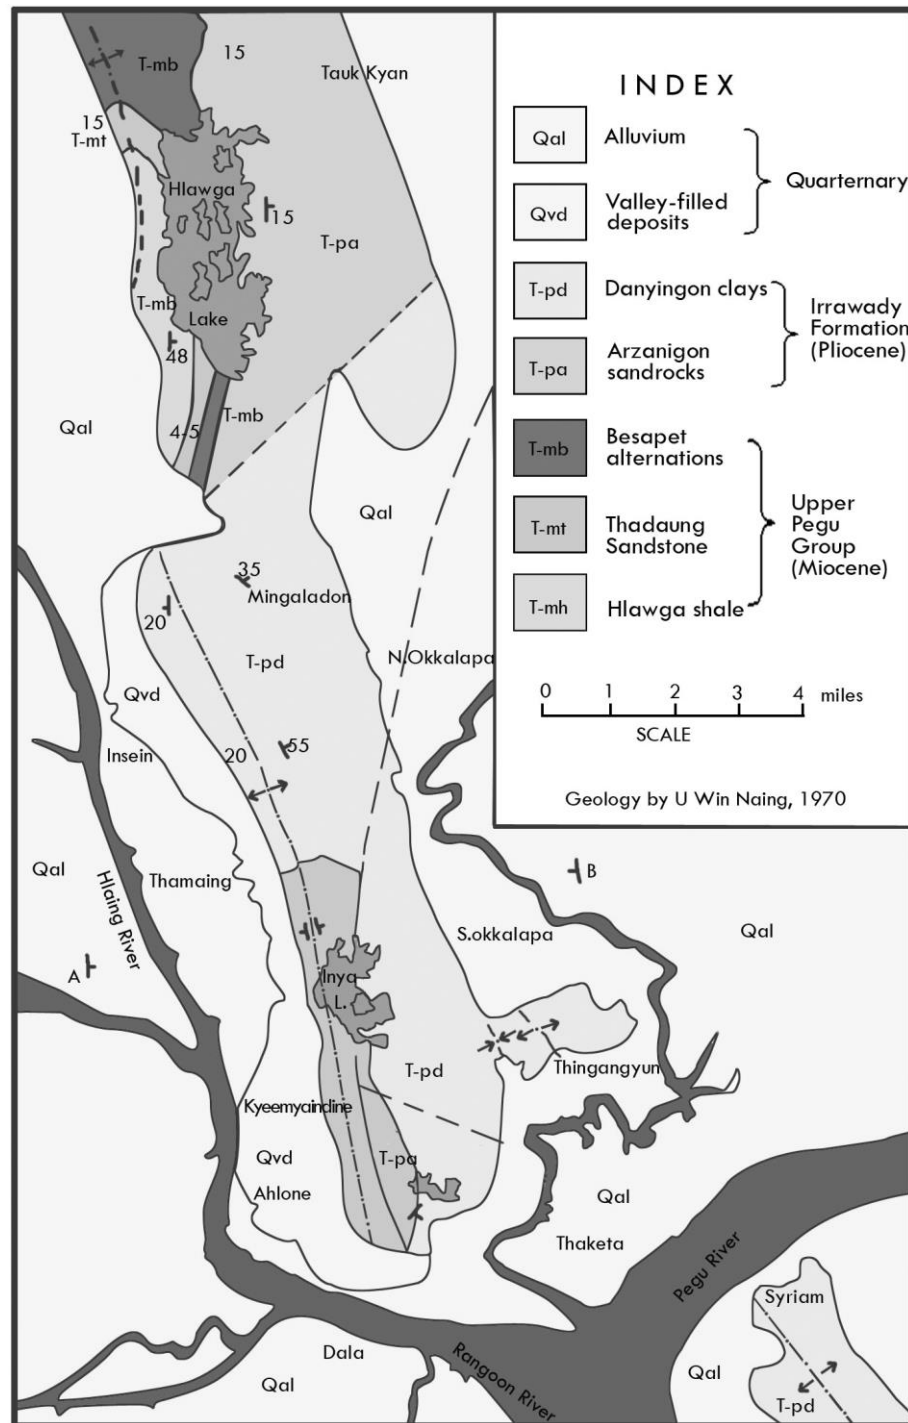 T-mb
15
Tauk Kyan
15
T-mt
Hlawga
15
T-pa
T-mb
Lake
48
T-mb
4-5
Qal
Qal
35
Mingaladon
20
T-pd
N.Okkalapa
Qvd
Insein
20
55
Qal
Thamaing
Hlaing River
B
S.okkalapa
Qal
A
Inya
L.
T-pd
Thingangyun
Kyeemyaindine
Qvd
T-pa
Ahlone
Qal
Thaketa
Pegu River
Syriam
Dala
Rangoon River
Qal
Qal
T-pd
INDEX
Qal Alluvium
Qvd Valley-filled
deposits
Quarternary
T-pd Danyingon clays
T-pa Arzanigon
sandrocks
Irrawady
Formation
(Pliocene)
T-mb Besapet
alternations
T-mt Thadaung
Sandstone
T-mh Hlawga shale
Upper
Pegu
Group
(Miocene)
0 1 2 3 4 miles
SCALE
Geology by U Win Naing, 1970